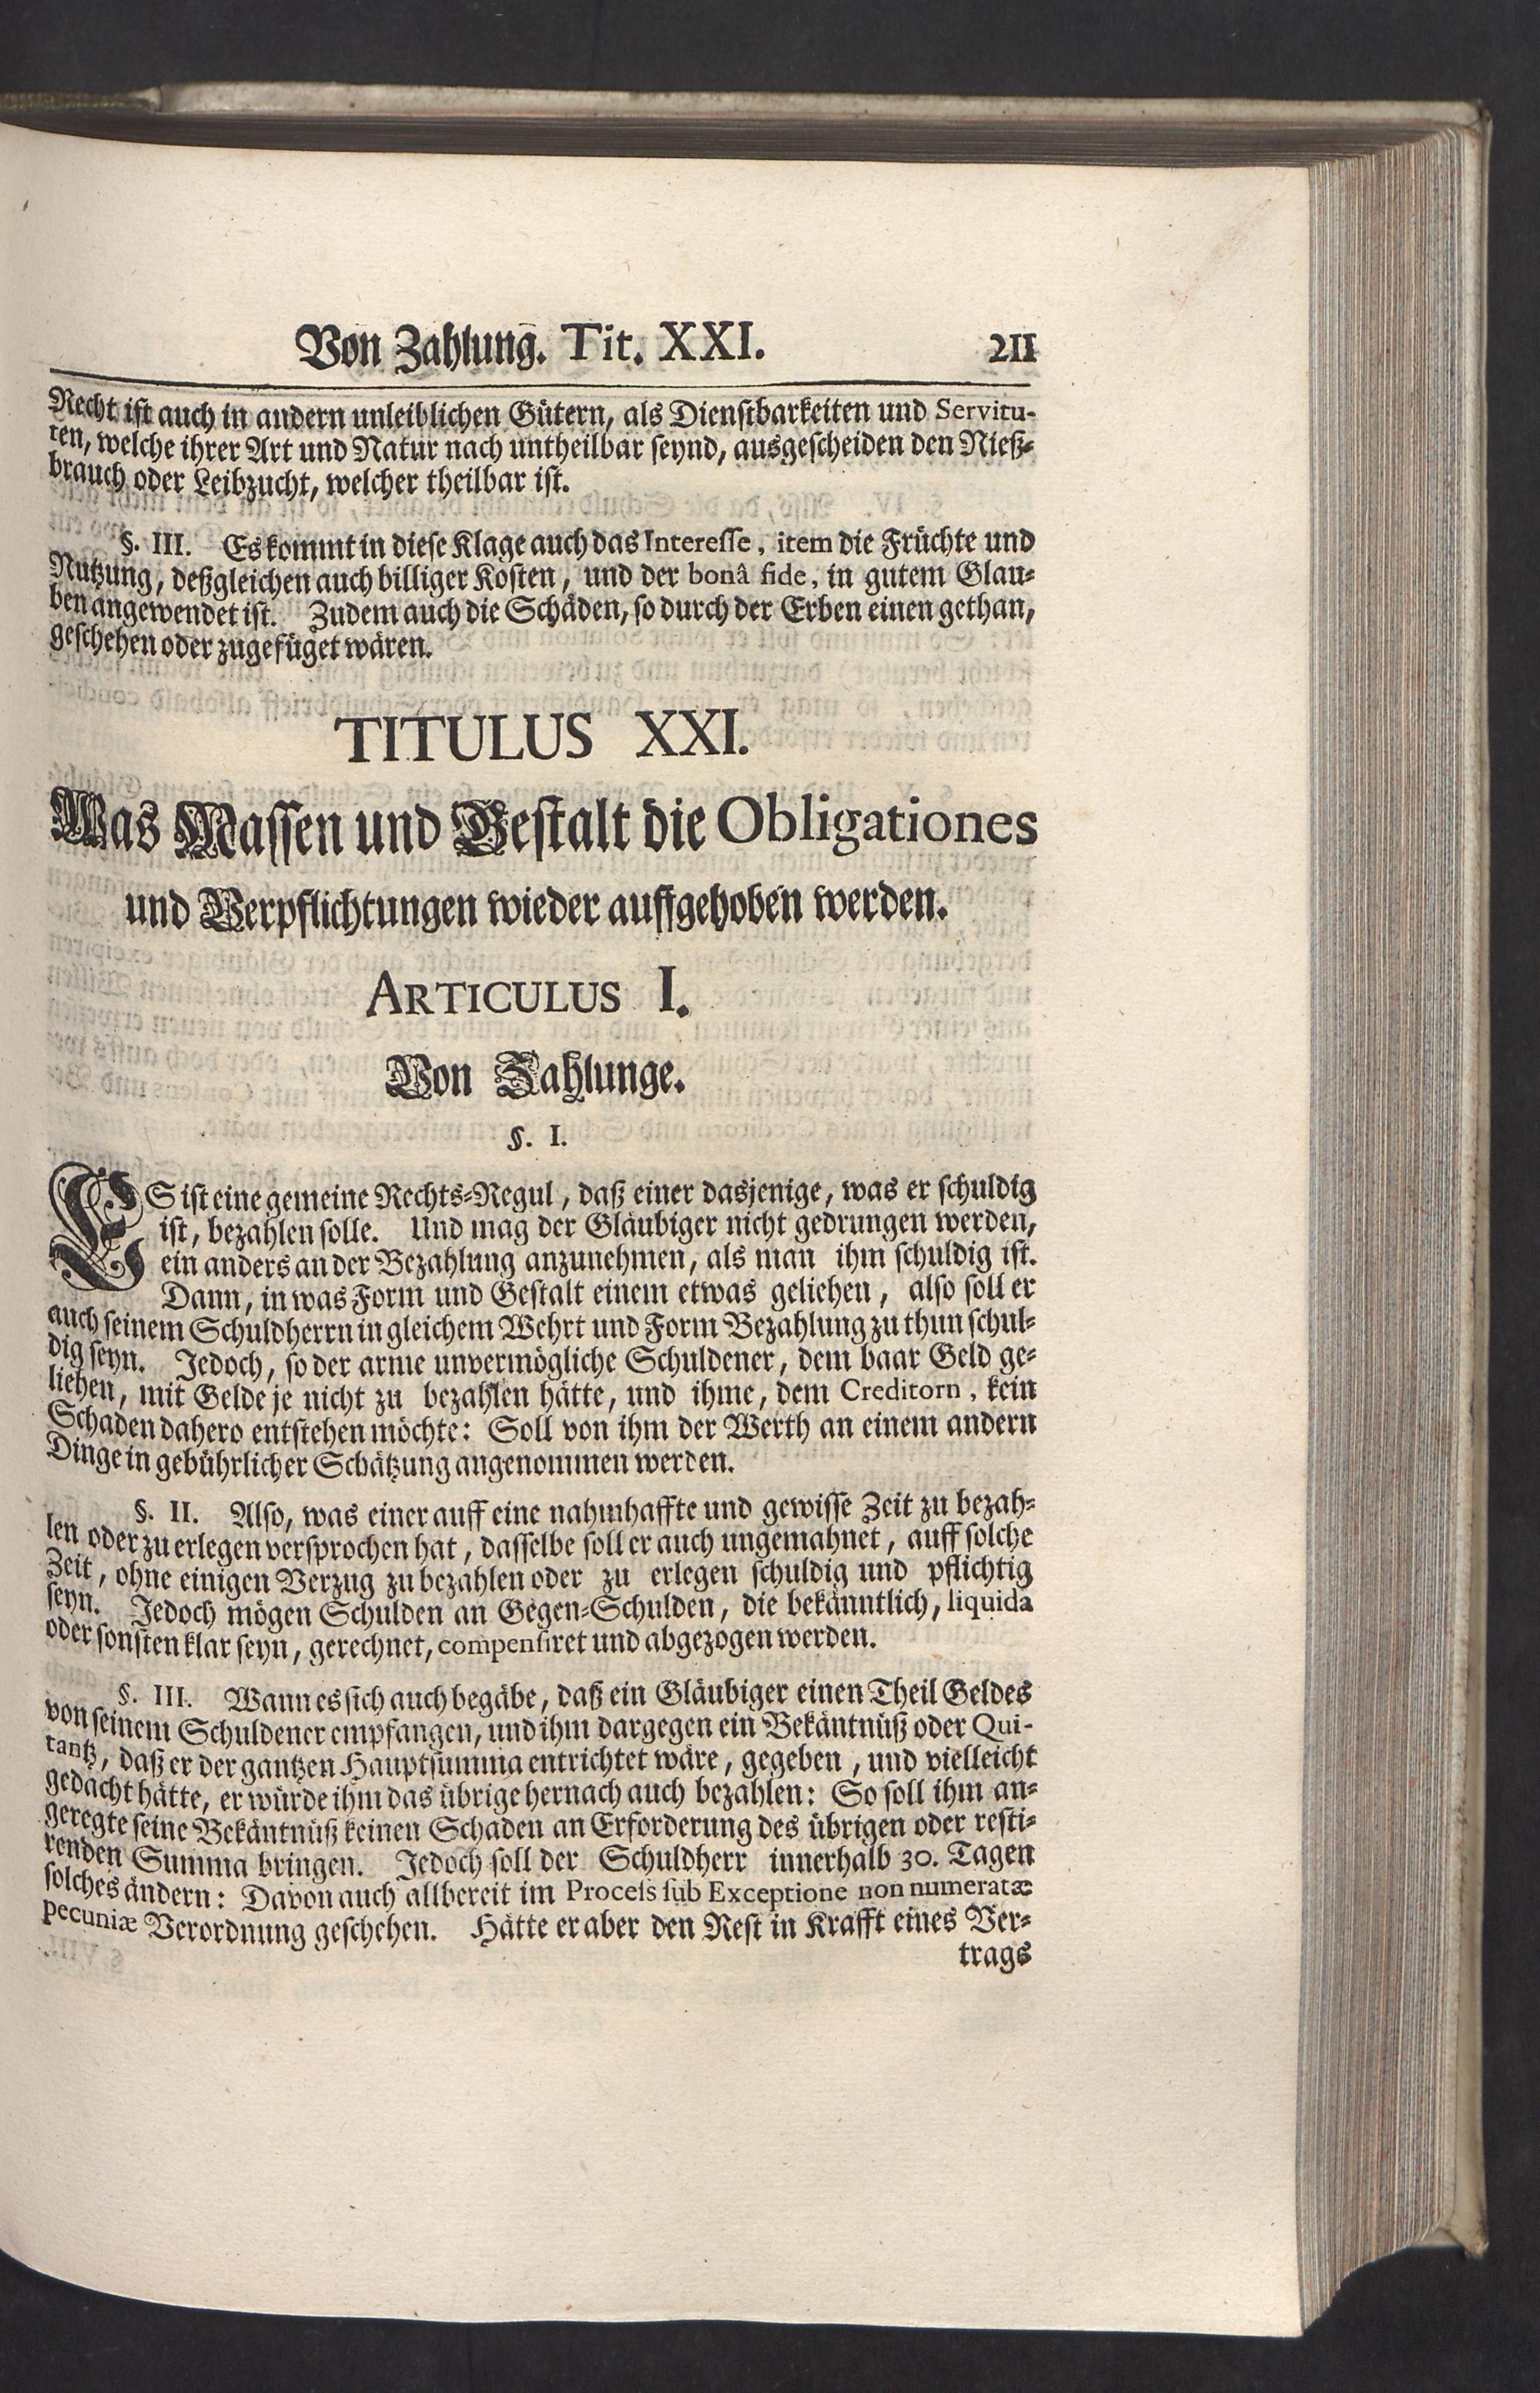 Von Zahlung. Tit. XXI. 211
Recht ist auch in andern unleiblichen Gütern, als Dienstbarkeiten und Servitu-
ten, welche ihrer Art und Natur nach untheilbar seynd, ausgescheiden den Nieß-
brauch oder Leibzucht, welcher theilbar ist.
§. III. Es kommt in diese Klage auch das Interesse, item die Früchte und
Nutzung, deßgleichen auch billiger Kosten, und der bonâ fide, in gutem Glau-
ben angewendet ist. Zudem auch die Schäden, so durch der Erben einen gethan,
geschehen oder zugefüget wären.
TITULUS XXI.
Was Massen und Gestalt die Obligationes
und Verpflichtungen wieder auffgehoben werden.
ARTICULUS I.
Von Zahlunge.
§. I.
ES ist eine gemeine Rechts-Regul, daß einer dasjenige, was er schuldig
ist, bezahlen solle. Und mag der Gläubiger nicht gedrungen werden,
ein anders an der Bezahlung anzunehmen, als man ihm schuldig ist.
Dann, in was Form und Gestalt einem etwas geliehen, also soll er
auch seinem Schuldherrn in gleichem Wehrt und Form Bezahlung zu thun schul-
dig seyn. Jedoch, so der arme unvermögliche Schuldener, dem baar Geld ge-
liehen, mit Gelde je nicht zu bezahlen hätte, und ihme, dem Creditorn, kein
Schaden dahero entstehen möchte: Soll von ihm der Werth an einem andern
Dinge in gebührlicher Schätzung angenommen werden.
§. II. Also, was einer auff eine nahmhaffte und gewisse Zeit zu bezah-
len oder zu erlegen versprochen hat, dasselbe soll er auch ungemahnet, auff solche
Zeit, ohne einigen Verzug zu bezahlen oder zu erlegen schuldig und pflichtig
seyn. Jedoch mögen Schulden an Gegen-Schulden, die bekänntlich, liquida
oder sonsten klar seyn, gerechnet, compensiret und abgezogen werden.
§. III. Wann es sich auch begäbe, daß ein Gläubiger einen Theil Geldes
von seinem Schuldener empfangen, und ihm dargegen ein Bekäntnüß oder Qui-
tantz, daß er der gantzen Hauptsumma entrichtet wäre, gegeben, und vielleicht
gedacht hätte, er würde ihm das übrige hernach auch bezahlen: So soll ihm an-
geregte seine Bekäntnüß keinen Schaden an Erforderung des übrigen oder resti-
renden Summa bringen. Jedoch soll der Schuldherr innerhalb 30. Tagen
solches ändern: Davon auch allbereit im Process sub Exceptione non numeratæ
pecuniæ Verordnung geschehen. Hätte er aber den Rest in Krafft eines Ver-
trags